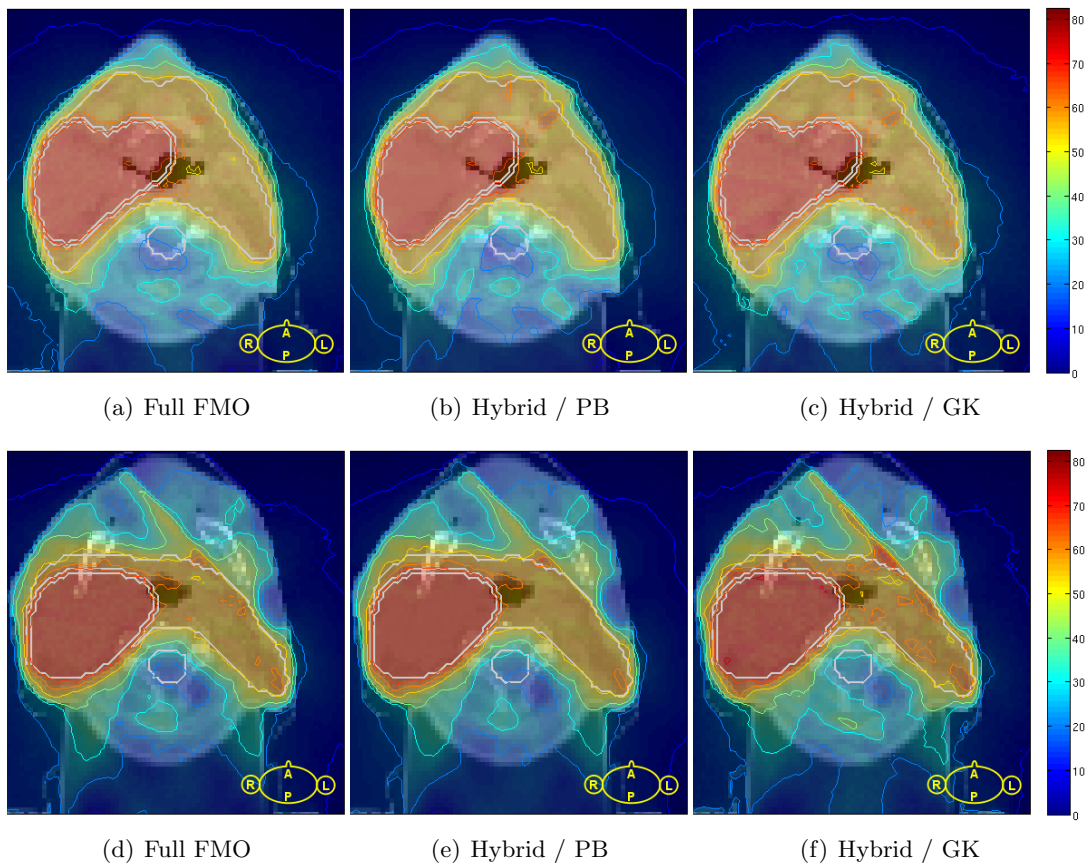 A
R L
P
A
R L
P
A
R L
P
80
70
60
50
40
30
20
10
0
(a) Full FMO
(b) Hybrid / PB
(c) Hybrid / GK
A
R L
P
A
R L
P
A
R L
P
80
70
60
50
40
30
20
10
0
(d) Full FMO
(e) Hybrid / PB
(f) Hybrid / GK